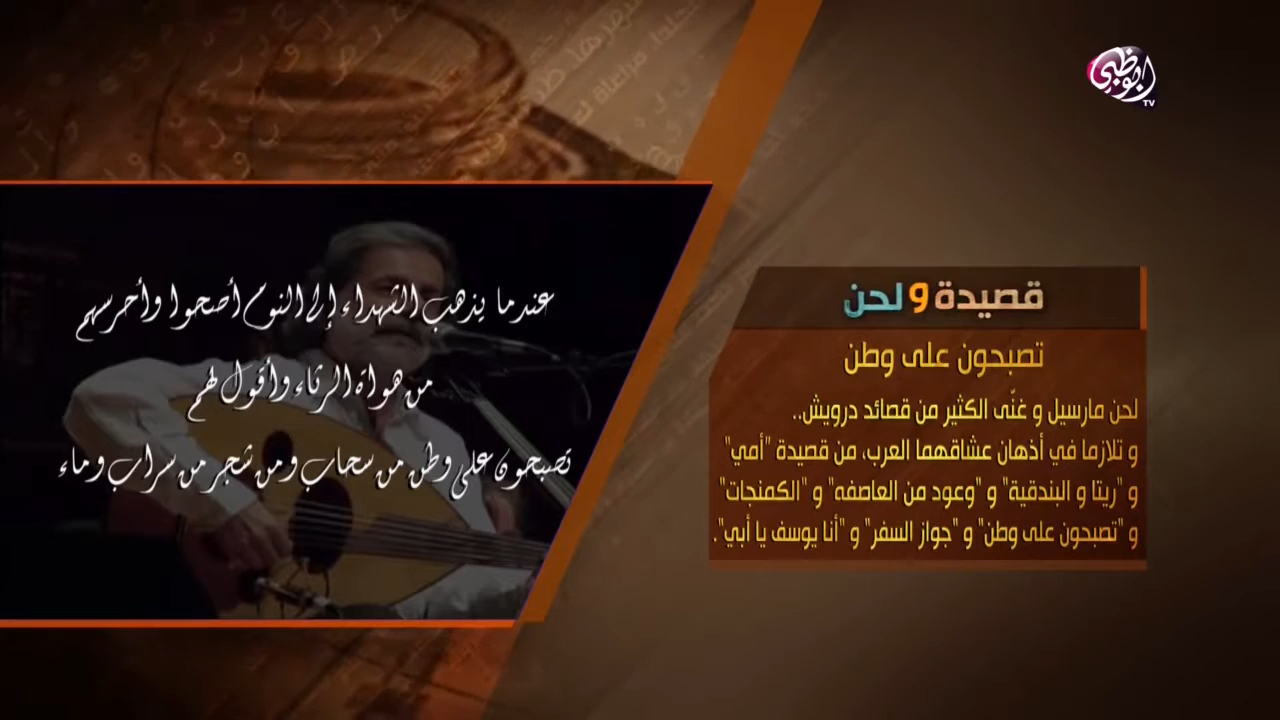 ابوظبي
TV
قصيدة و لحن
تصبحون على وطن
لحن مارسيل و غنّى الكثير من قصائد درويش..
و تلازما في أذهان عشاقهما العرب، من قصيدة "أمي"
و "ريتا و البندقية" و "وعود من العاصفه" و "الكمنجات"
و "تصبحون على وطن" و "جواز السفر" و "أنا يوسف يا أبي".
عندما يذهب الشهداء إلى النوم أصحوا وأحرسهم
من هواة الرثاء وأقول لهم
تصبحون على وطن من سحاب ومن شجر من سراب وماء